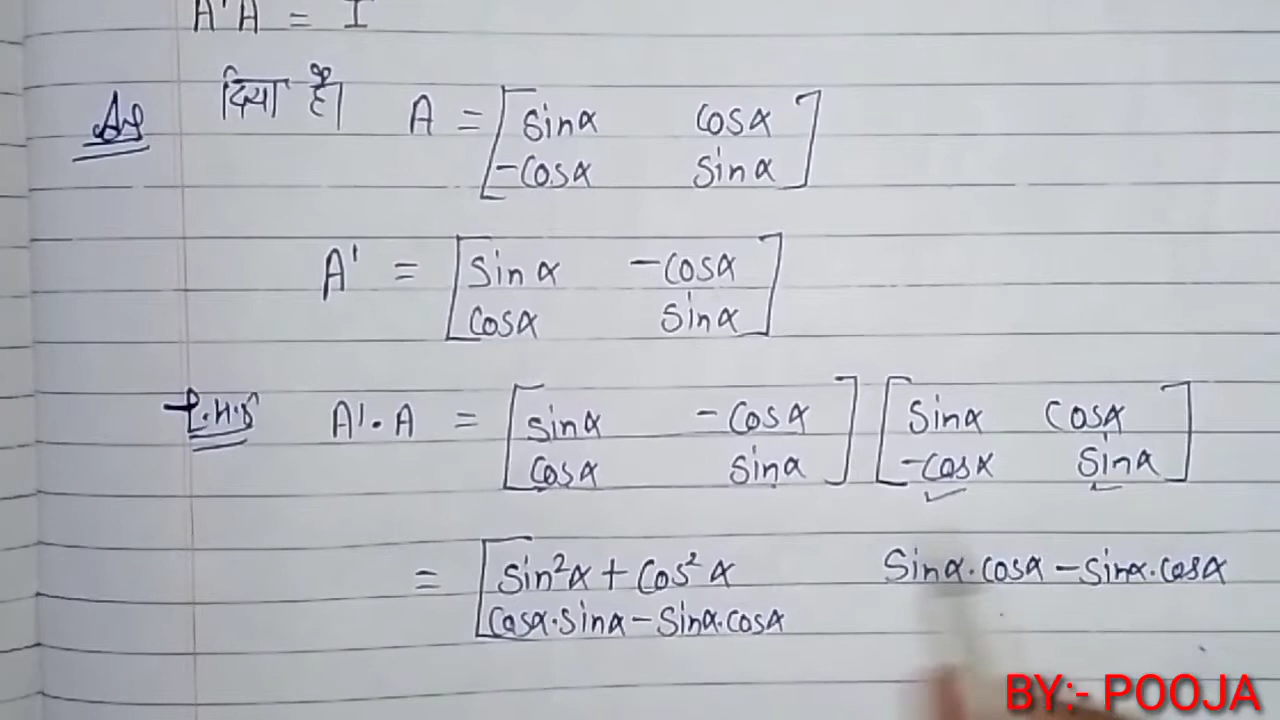 A'A = I
Ans दिया है। A = [sinα cosα
-cosα sinα]
A' = [sinα -cosα
cosα sinα]
L.H.S A'.A = [sinα -cosα [sinα cosα
cosα sinα] -cosα sinα]
= [sin²α + cos²α sinα.cosα - sinα.cosα
cosα.sinα - sinα.cosα
BY:- POOJA